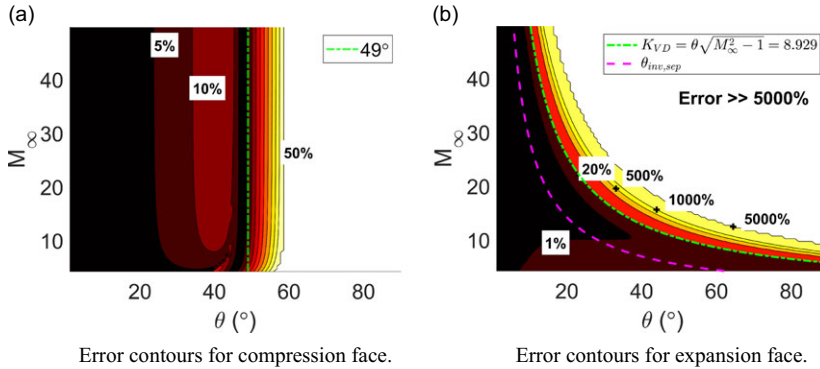 (a)
5%
10%
50%
49°
40
30
20
10
M∞
20
40
60
80
θ (°)
Error contours for compression face.
(b)
K_VD = θ√(M∞² − 1) = 8.929
θ_inv,sep
Error >> 5000%
20%
500%
1000%
5000%
1%
40
30
20
10
M∞
20
40
60
80
θ (°)
Error contours for expansion face.